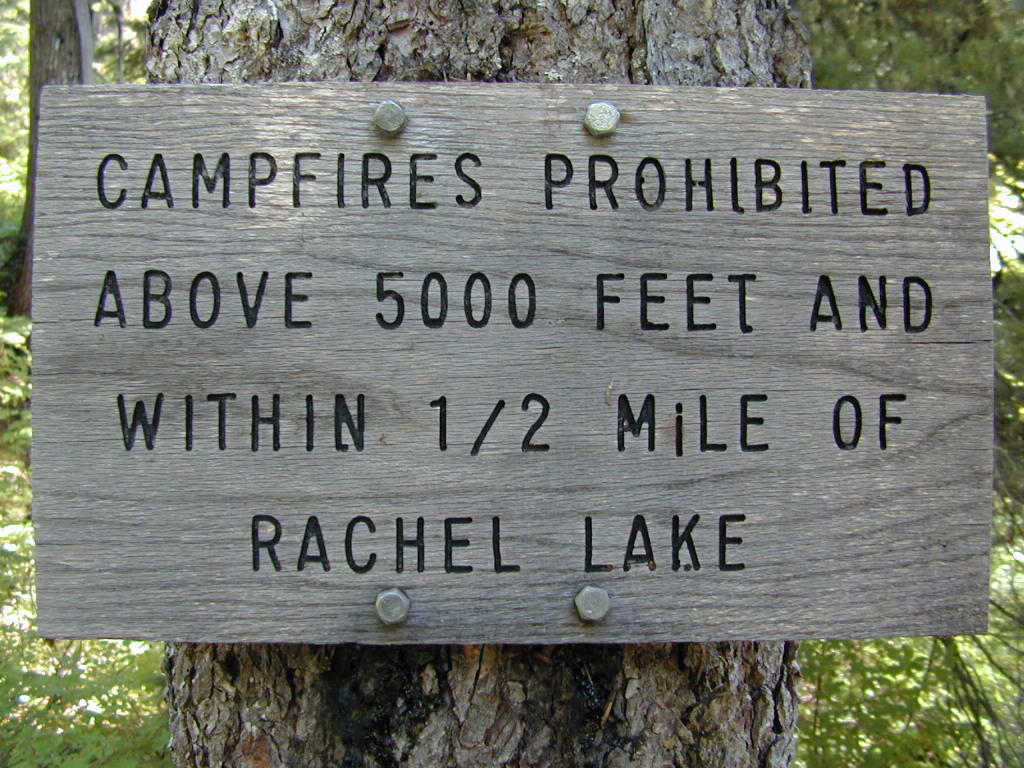 CAMPFIRES PROHIBITED
ABOVE 5000 FEET AND
WITHIN 1/2 MiLE OF
RACHEL LAKE